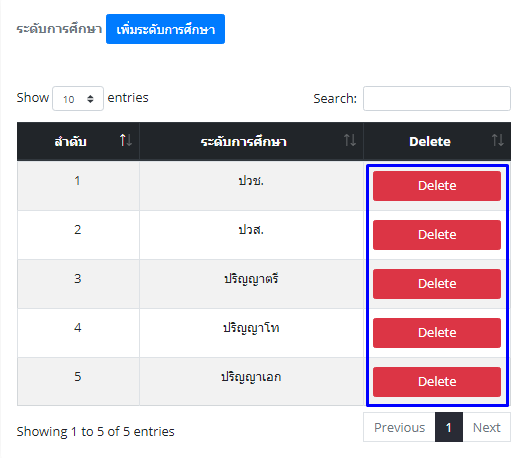 ระดับการศึกษา เพิ่มระดับการศึกษา
Show 10 entries Search:
ลำดับ ระดับการศึกษา Delete
1 ปวช. Delete
2 ปวส. Delete
3 ปริญญาตรี Delete
4 ปริญญาโท Delete
5 ปริญญาเอก Delete
Showing 1 to 5 of 5 entries Previous 1 Next